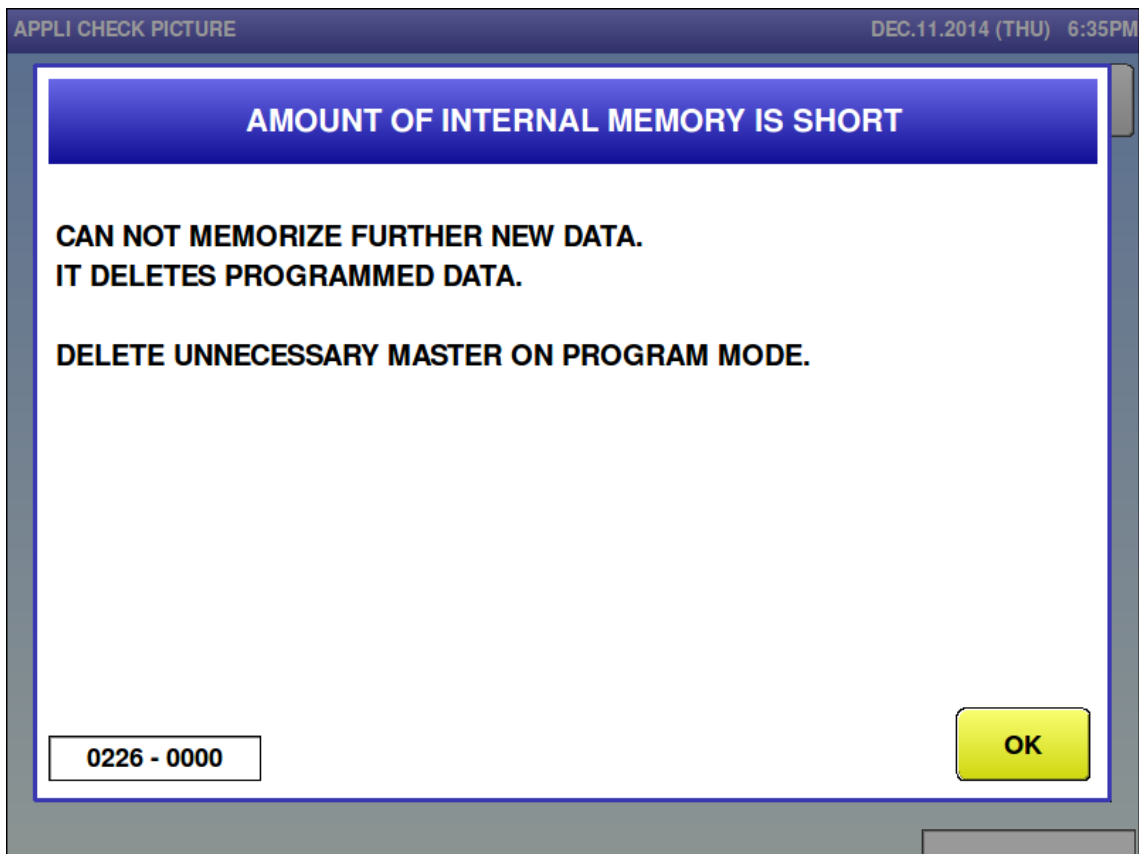 APPLI CHECK PICTURE DEC.11.2014 (THU) 6:35PM
AMOUNT OF INTERNAL MEMORY IS SHORT
CAN NOT MEMORIZE FURTHER NEW DATA.
IT DELETES PROGRAMMED DATA.
DELETE UNNECESSARY MASTER ON PROGRAM MODE.
0226 - 0000
OK